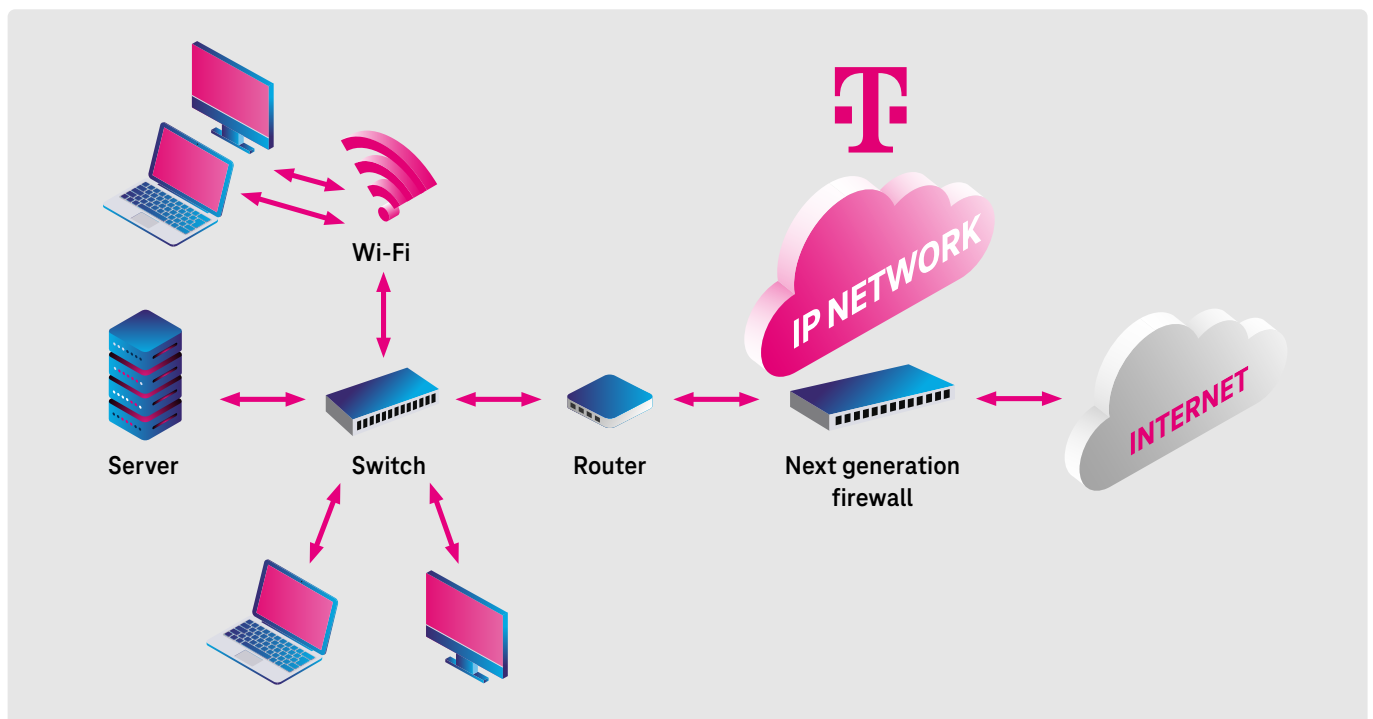 T
IP NETWORK
Wi-Fi
INTERNET
Server
Switch
Router
Next generation
firewall